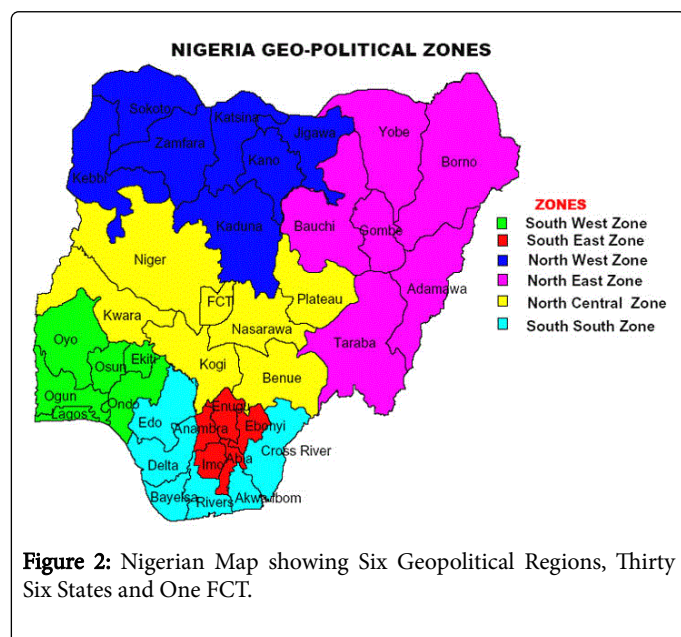 NIGERIA GEO-POLITICAL ZONES
Sokoto
Katsina
Jigawa
Yobe
Zamfara
Borno
Kano
Kebbi
Kaduna
Bauchi
Gombe
Niger
Adamawa
FCT
Plateau
Kwara
Nasarawa
Taraba
Oyo
Ekiti
Osun
Kogi
Benue
Ogun
Ondo
Lagos
Edo
Enugu
Anambra
Ebonyi
Cross River
Delta
Imo
Abia
Bayelsa
Rivers
Akwa Ibom
ZONES
South West Zone
South East Zone
North West Zone
North East Zone
North Central Zone
South South Zone
Figure 2: Nigerian Map showing Six Geopolitical Regions, Thirty
Six States and One FCT.